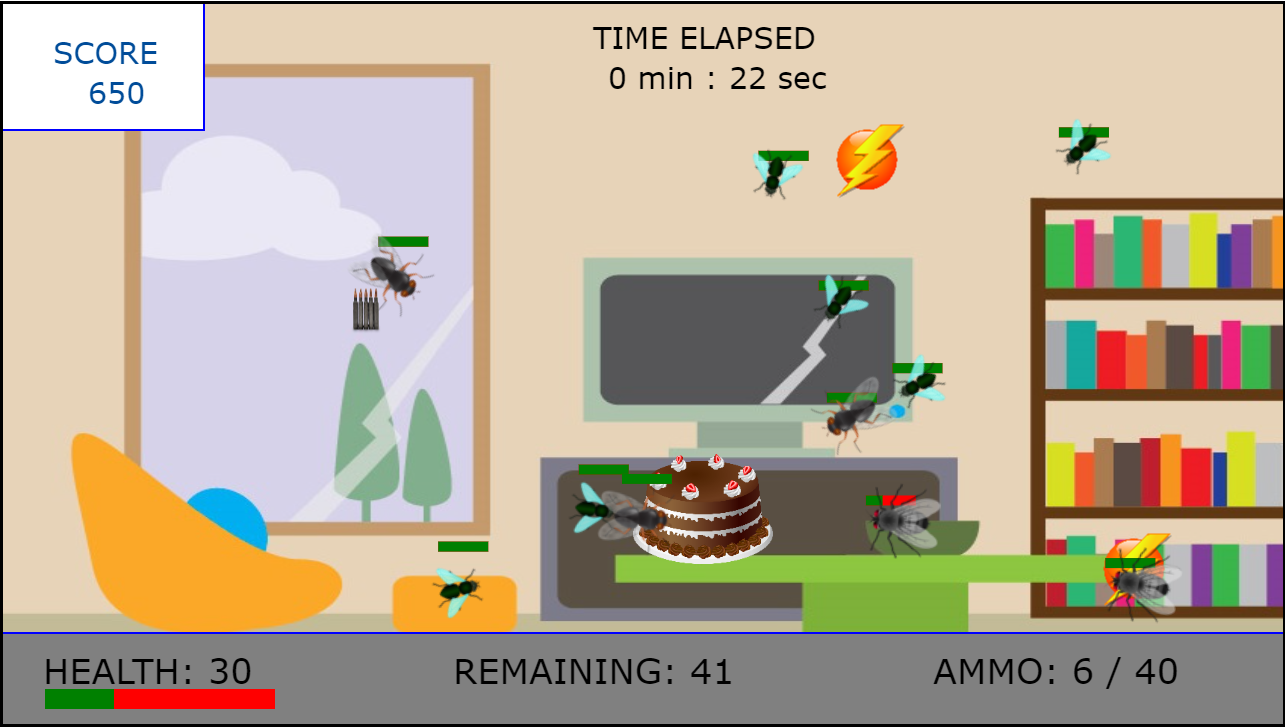 SCORE
650
TIME ELAPSED
0 min : 22 sec
HEALTH: 30
REMAINING: 41
AMMO: 6 / 40